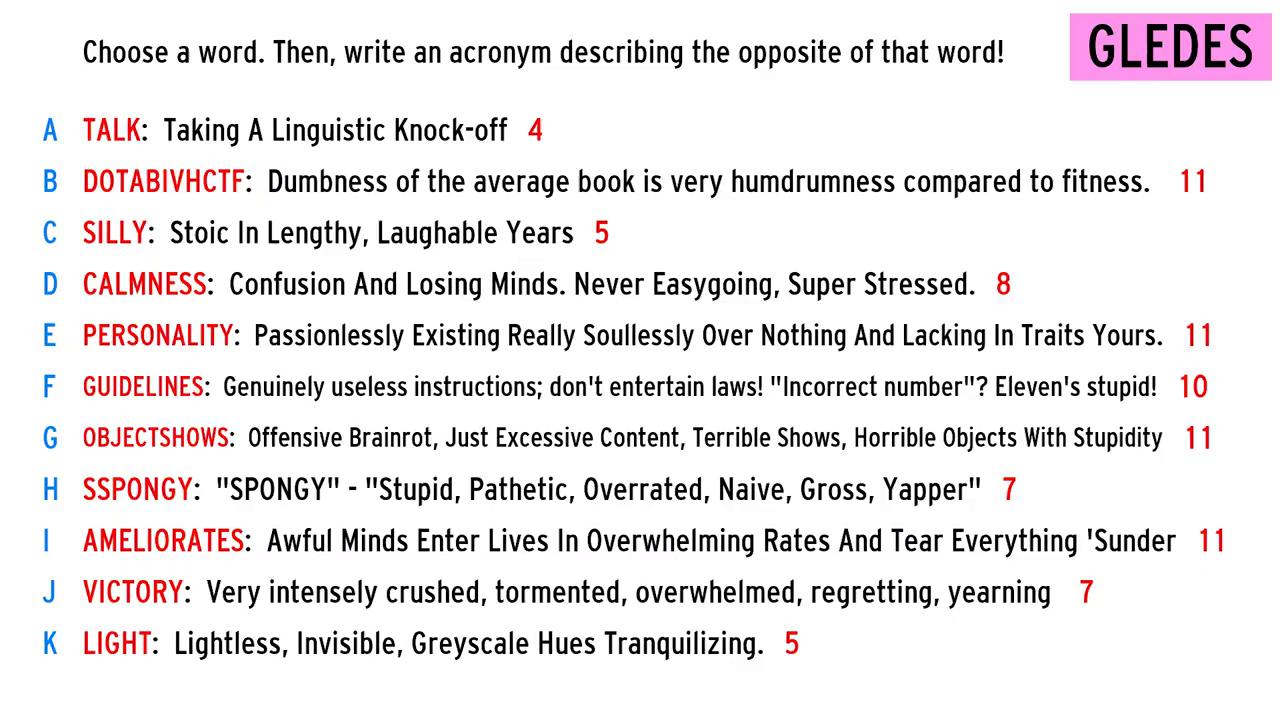 Choose a word. Then, write an acronym describing the opposite of that word!
GLEDES
A TALK: Taking A Linguistic Knock-off 4
B DOTABIVHCTF: Dumbness of the average book is very humdrumness compared to fitness. 11
C SILLY: Stoic In Lengthy, Laughable Years 5
D CALMNESS: Confusion And Losing Minds. Never Easygoing, Super Stressed. 8
E PERSONALITY: Passionlessly Existing Really Soullessly Over Nothing And Lacking In Traits Yours. 11
F GUIDELINES: Genuinely useless instructions; don't entertain laws! "Incorrect number"? Eleven's stupid! 10
G OBJECTSHOWS: Offensive Brainrot, Just Excessive Content, Terrible Shows, Horrible Objects With Stupidity 11
H SSPONGY: "SPONGY" - "Stupid, Pathetic, Overrated, Naive, Gross, Yapper" 7
I AMELIORATES: Awful Minds Enter Lives In Overwhelming Rates And Tear Everything 'Sunder 11
J VICTORY: Very intensely crushed, tormented, overwhelmed, regretting, yearning 7
K LIGHT: Lightless, Invisible, Greyscale Hues Tranquilizing. 5